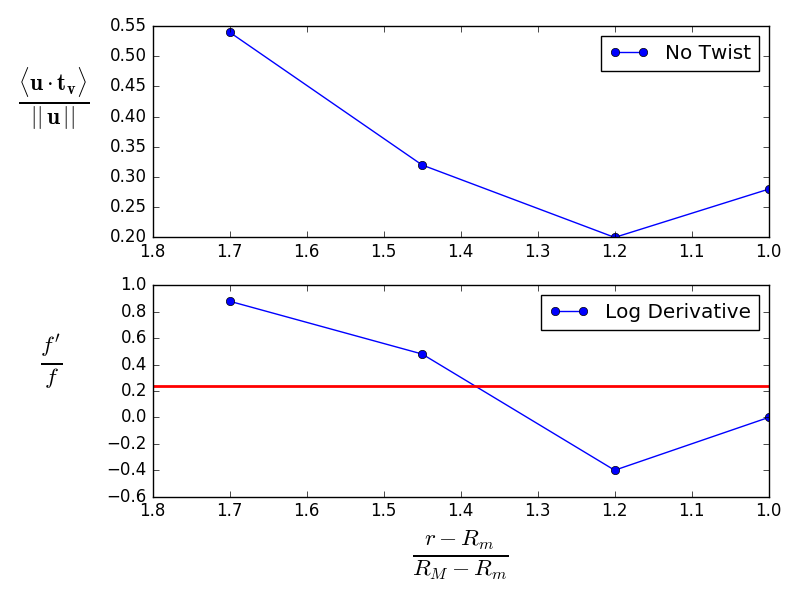 0.55
0.50
0.45
0.40
0.35
0.30
0.25
0.20
⟨u · t_v⟩ / ||u||
No Twist
1.8 1.7 1.6 1.5 1.4 1.3 1.2 1.1 1.0
1.0
0.8
0.6
0.4
0.2
0.0
−0.2
−0.4
−0.6
f′ / f
Log Derivative
1.8 1.7 1.6 1.5 1.4 1.3 1.2 1.1 1.0
r − R_m / R_M − R_m